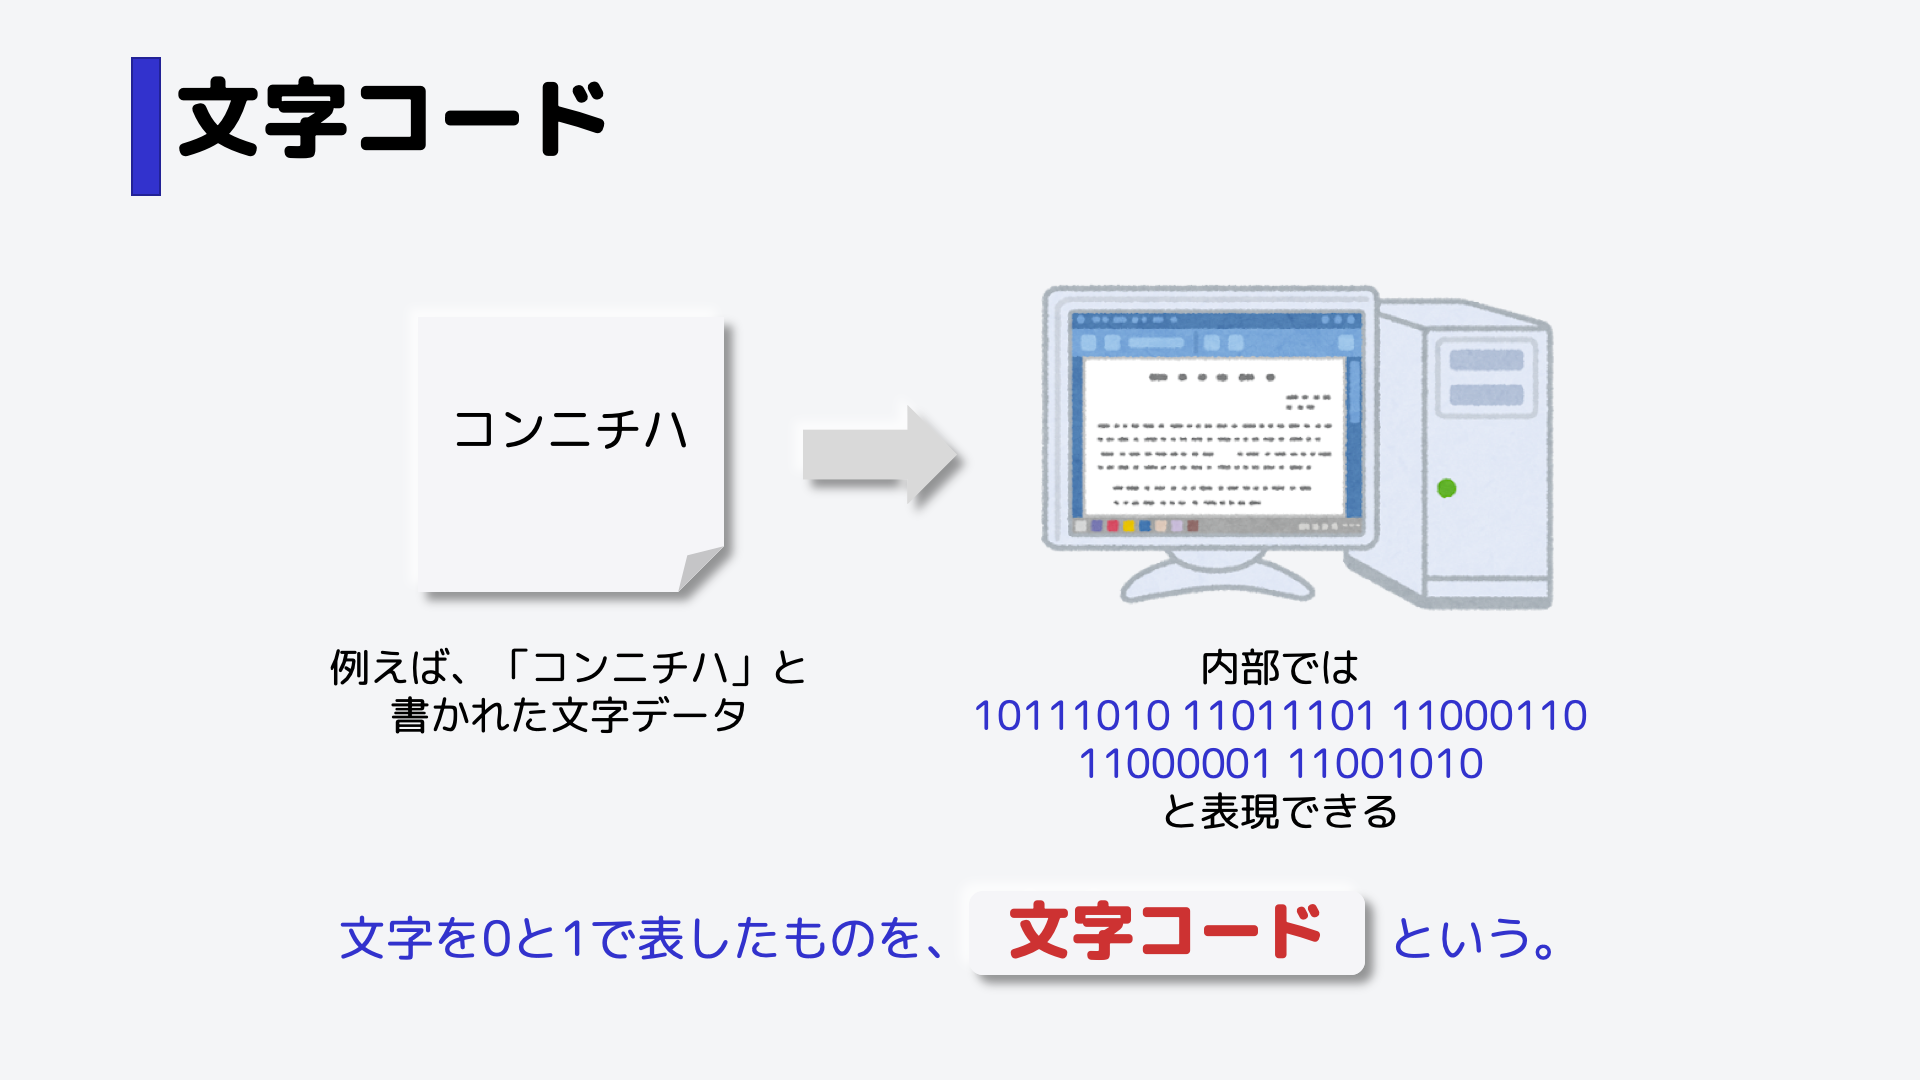 文字コード
コンニチハ
例えば、「コンニチハ」と
書かれた文字データ
内部では
10111010 11011101 11000110
11000001 11001010
と表現できる
文字を0と1で表したものを、文字コードという。